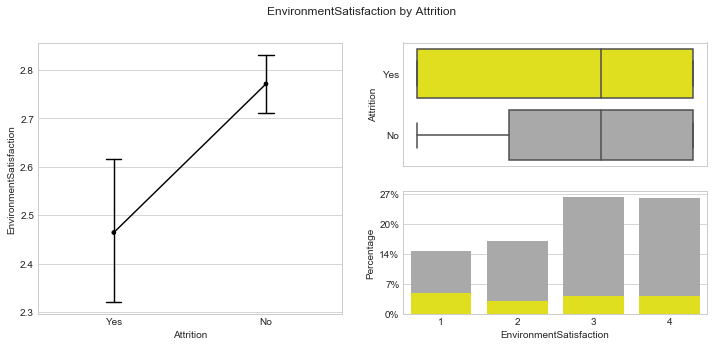 EnvironmentSatisfaction by Attrition
EnvironmentSatisfaction
2.8
2.7
2.6
2.5
2.4
2.3
Yes
No
Attrition
Attrition
Yes
No
Percentage
27%
20%
14%
7%
0%
1
2
3
4
EnvironmentSatisfaction